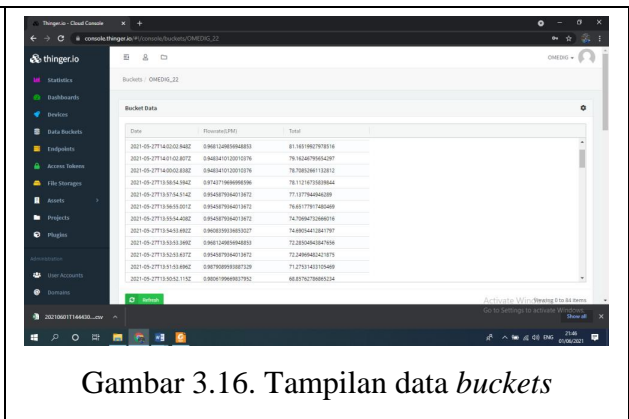 Thinger.io - Cloud Console
console.thinger.io/#!/console/buckets/OMEDIG_22
thinger.io
OMEDIG
Statistics
Buckets / OMEDIG_22
Dashboards
Bucket Data
Devices
Data Buckets
Date Flowrate(LPM) Total
Endpoints
2021-05-27T14:02:02.948Z 0.9681249856948853 81.16519927978516
Access Tokens
2021-05-27T14:01:02.807Z 0.9483410120010376 79.16246795654297
2021-05-27T14:00:02.838Z 0.9483410120010376 78.70852661132812
File Storages
2021-05-27T13:58:54.594Z 0.9743719696998596 78.11216735839844
Assets
2021-05-27T13:57:54.514Z 0.9545879364013672 77.1377944946289
2021-05-27T13:56:55.001Z 0.9545879364013672 76.65177917480469
Projects
2021-05-27T13:55:54.408Z 0.9545879364013672 74.70694732666016
Plugins
2021-05-27T13:54:53.692Z 0.9608359336853027 74.69054412841797
2021-05-27T13:53:53.369Z 0.9681249856948853 72.28504943847656
2021-05-27T13:52:53.637Z 0.9545879364013672 72.24969482421875
Administration
2021-05-27T13:51:53.696Z 0.9879089593887329 71.27531433105469
User Accounts
2021-05-27T13:50:52.115Z 0.9806199669837952 68.85762786865234
Domains
Refresh
Viewing 0 to 84 items
Activate Windows
Go to Settings to activate Windows.
20210601T144430....csv
Show all
ENG
21:46
01/06/2021
Gambar 3.16. Tampilan data buckets